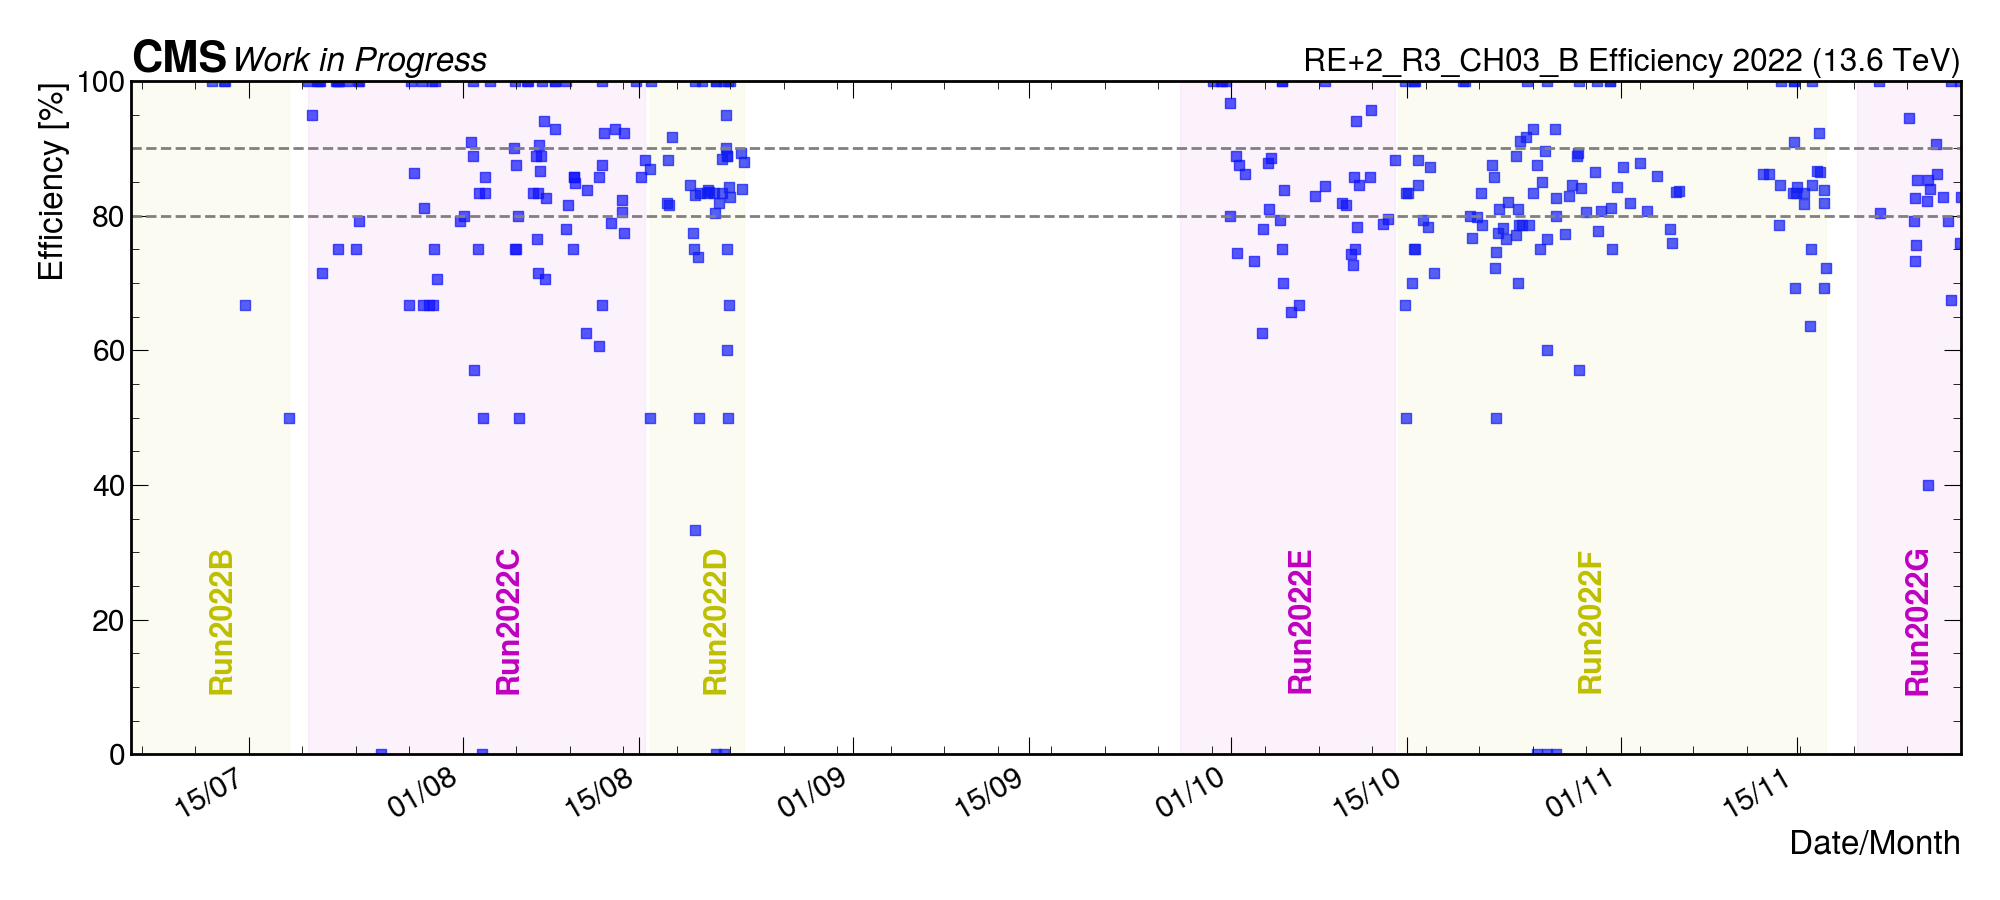 CMS Work in Progress
RE+2_R3_CH03_B Efficiency 2022 (13.6 TeV)
Efficiency [%]
100
80
60
40
20
0
Run2022B
Run2022C
Run2022D
Run2022E
Run2022F
Run2022G
15/07
01/08
15/08
01/09
15/09
01/10
15/10
01/11
15/11
Date/Month